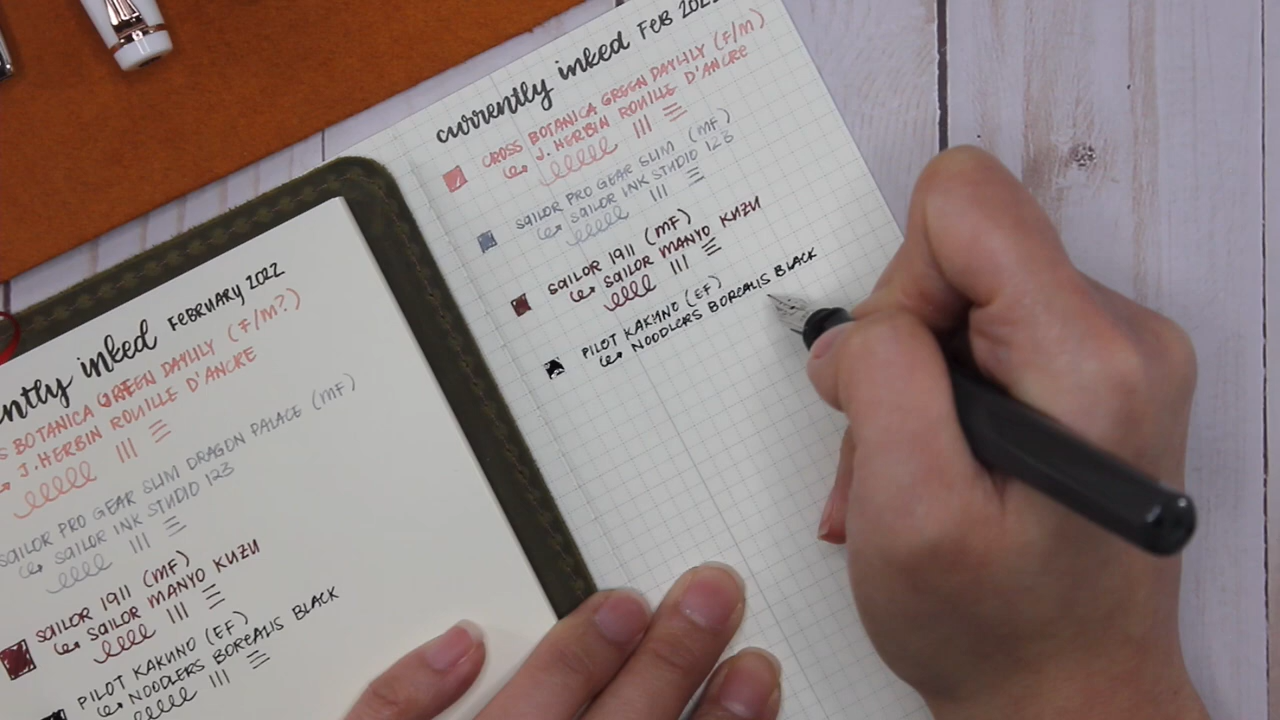 currently inked FEB 2022
CROSS BOTANICA GREEN DAYLILY (F/M)
J. HERBIN ROUILLE D'ANCRE
SAILOR PRO GEAR SLIM (MF)
SAILOR INK STUDIO 123
SAILOR 1911 (MF)
SAILOR MANYO KUZU
PILOT KAKUNO (EF)
NOODLERS BOREALIS BLACK
ently inked FEBRUARY 2022
S BOTANICA GREEN DAYLILY (F/M?)
J. HERBIN ROUILLE D'ANCRE
SAILOR PRO GEAR SLIM DRAGON PALACE (MF)
SAILOR INK STUDIO 123
SAILOR 1911 (MF)
SAILOR MANYO KUZU
PILOT KAKUNO (EF)
NOODLERS BOREALIS BLACK